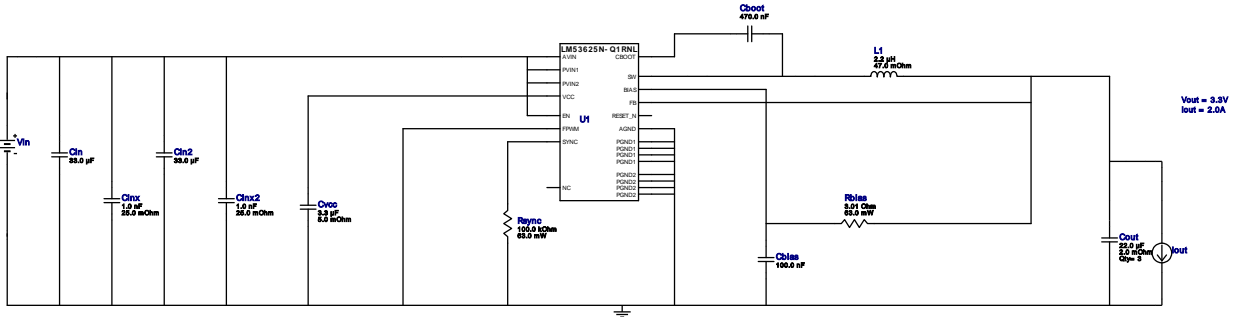 Cboot
470.0 nF
LM53625N- Q1RNL
AVIN
PVIN1
PVIN2
VCC
EN
FPWM
SYNC
NC
U1
CBOOT
SW
BIAS
FB
RESET_N
AGND
PGND1
PGND1
PGND1
PGND1
PGND2
PGND2
PGND2
PGND2
L1
2.2 µH
47.0 mOhm
Vout = 3.3V
Iout = 2.0A
+
Vin
-
Cin
33.0 µF
Cinx
1.0 nF
25.0 mOhm
Cin2
33.0 µF
Cinx2
1.0 nF
25.0 mOhm
Cvcc
3.3 µF
5.0 mOhm
Rsync
100.0 kOhm
63.0 mW
Rbias
3.01 Ohm
63.0 mW
Cbias
100.0 nF
Cout
22.0 µF
2.0 mOhm
Qty= 3
Iout